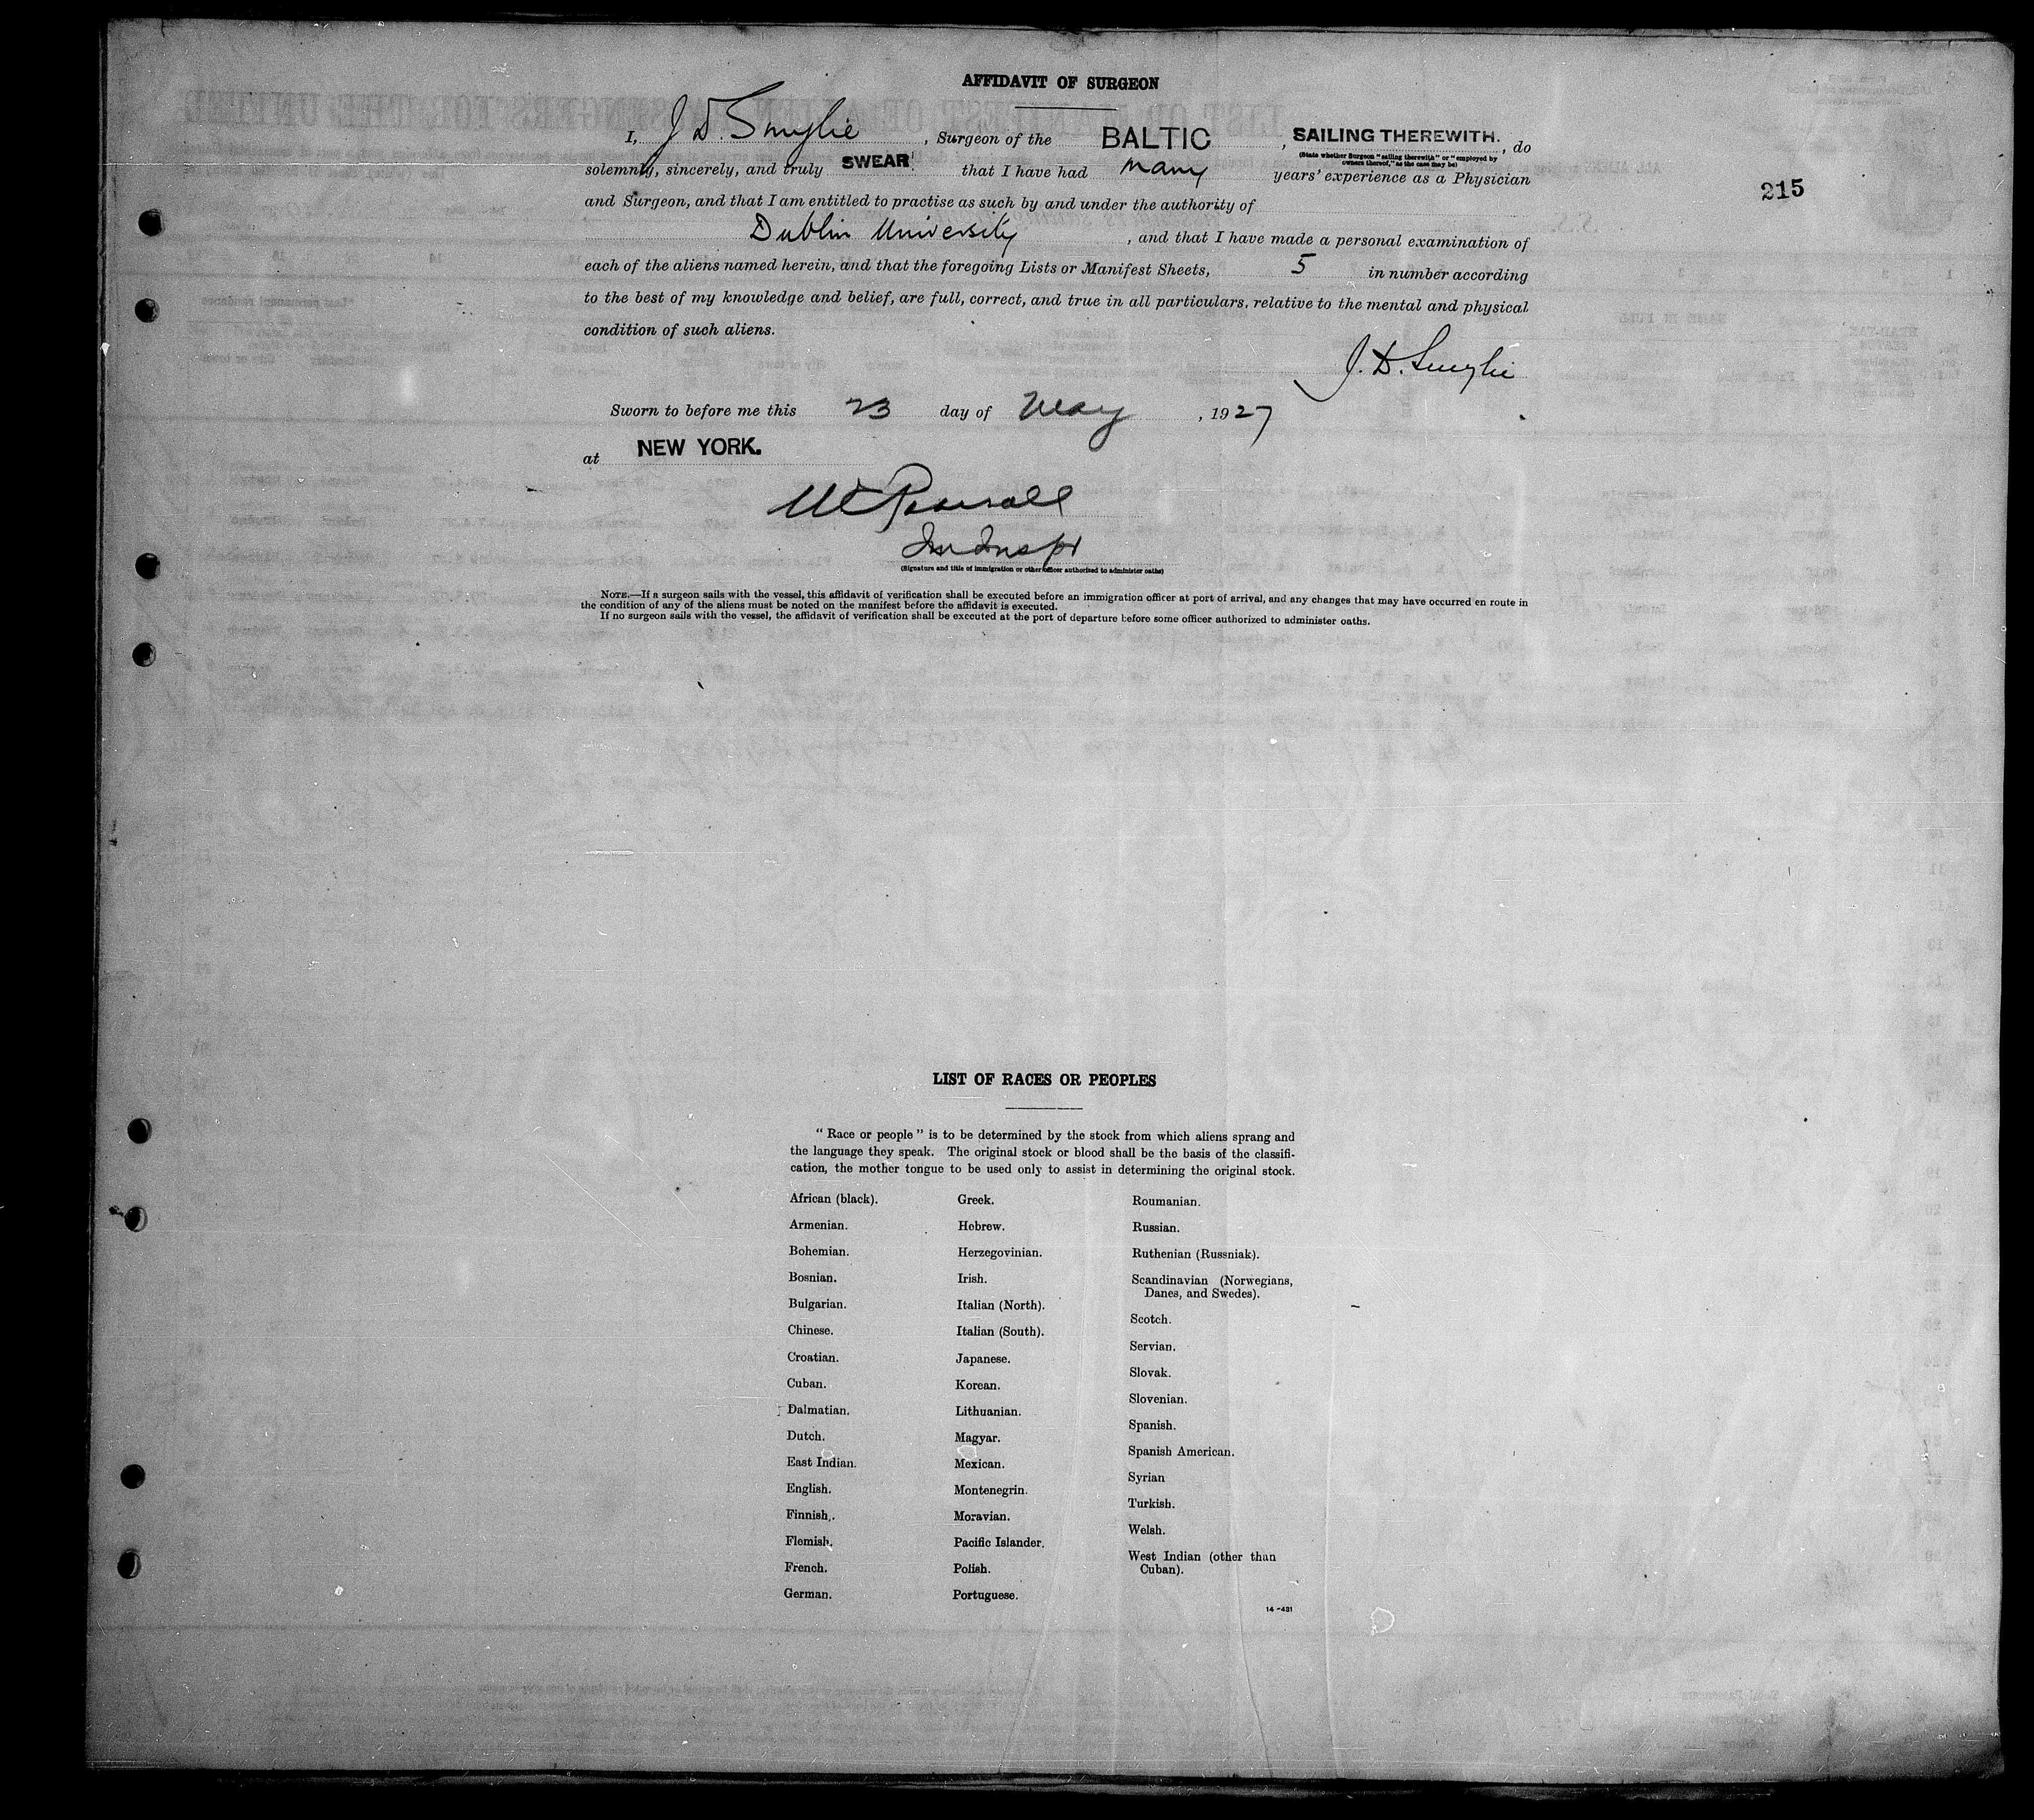 AFFIDAVIT OF SURGEON
215
I, J D. Smylie, Surgeon of the BALTIC, SAILING THEREWITH., do
(State whether Surgeon "sailing therewith" or "employed by owners thereof," as the case may be)
solemnly, sincerely, and truly SWEAR that I have had many years' experience as a Physician
and Surgeon, and that I am entitled to practise as such by and under the authority of
Dublin University, and that I have made a personal examination of
each of the aliens named herein, and that the foregoing Lists or Manifest Sheets, 5 in number according
to the best of my knowledge and belief, are full, correct, and true in all particulars, relative to the mental and physical
condition of such aliens.
J. D. Smylie
Sworn to before me this 23 day of May, 1927
at NEW YORK.
Im Inspr
(Signature and title of immigration or other officer authorized to administer oaths)
NOTE.—If a surgeon sails with the vessel, this affidavit of verification shall be executed before an immigration officer at port of arrival, and any changes that may have occurred en route in
the condition of any of the aliens must be noted on the manifest before the affidavit is executed.
If no surgeon sails with the vessel, the affidavit of verification shall be executed at the port of departure before some officer authorized to administer oaths.
LIST OF RACES OR PEOPLES
"Race or people" is to be determined by the stock from which aliens sprang and
the language they speak. The original stock or blood shall be the basis of the classifi-
cation, the mother tongue to be used only to assist in determining the original stock.
African (black).
Armenian.
Bohemian.
Bosnian.
Bulgarian.
Chinese.
Croatian.
Cuban.
Dalmatian.
Dutch.
East Indian.
English.
Finnish.
Flemish.
French.
German.
Greek.
Hebrew.
Herzegovinian.
Irish.
Italian (North).
Italian (South).
Japanese.
Korean.
Lithuanian.
Magyar.
Mexican.
Montenegrin.
Moravian.
Pacific Islander.
Polish.
Portuguese.
Roumanian.
Russian.
Ruthenian (Russniak).
Scandinavian (Norwegians,
Danes, and Swedes).
Scotch.
Servian.
Slovak.
Slovenian.
Spanish.
Spanish American.
Syrian
Turkish.
Welsh.
West Indian (other than
Cuban).
14-431